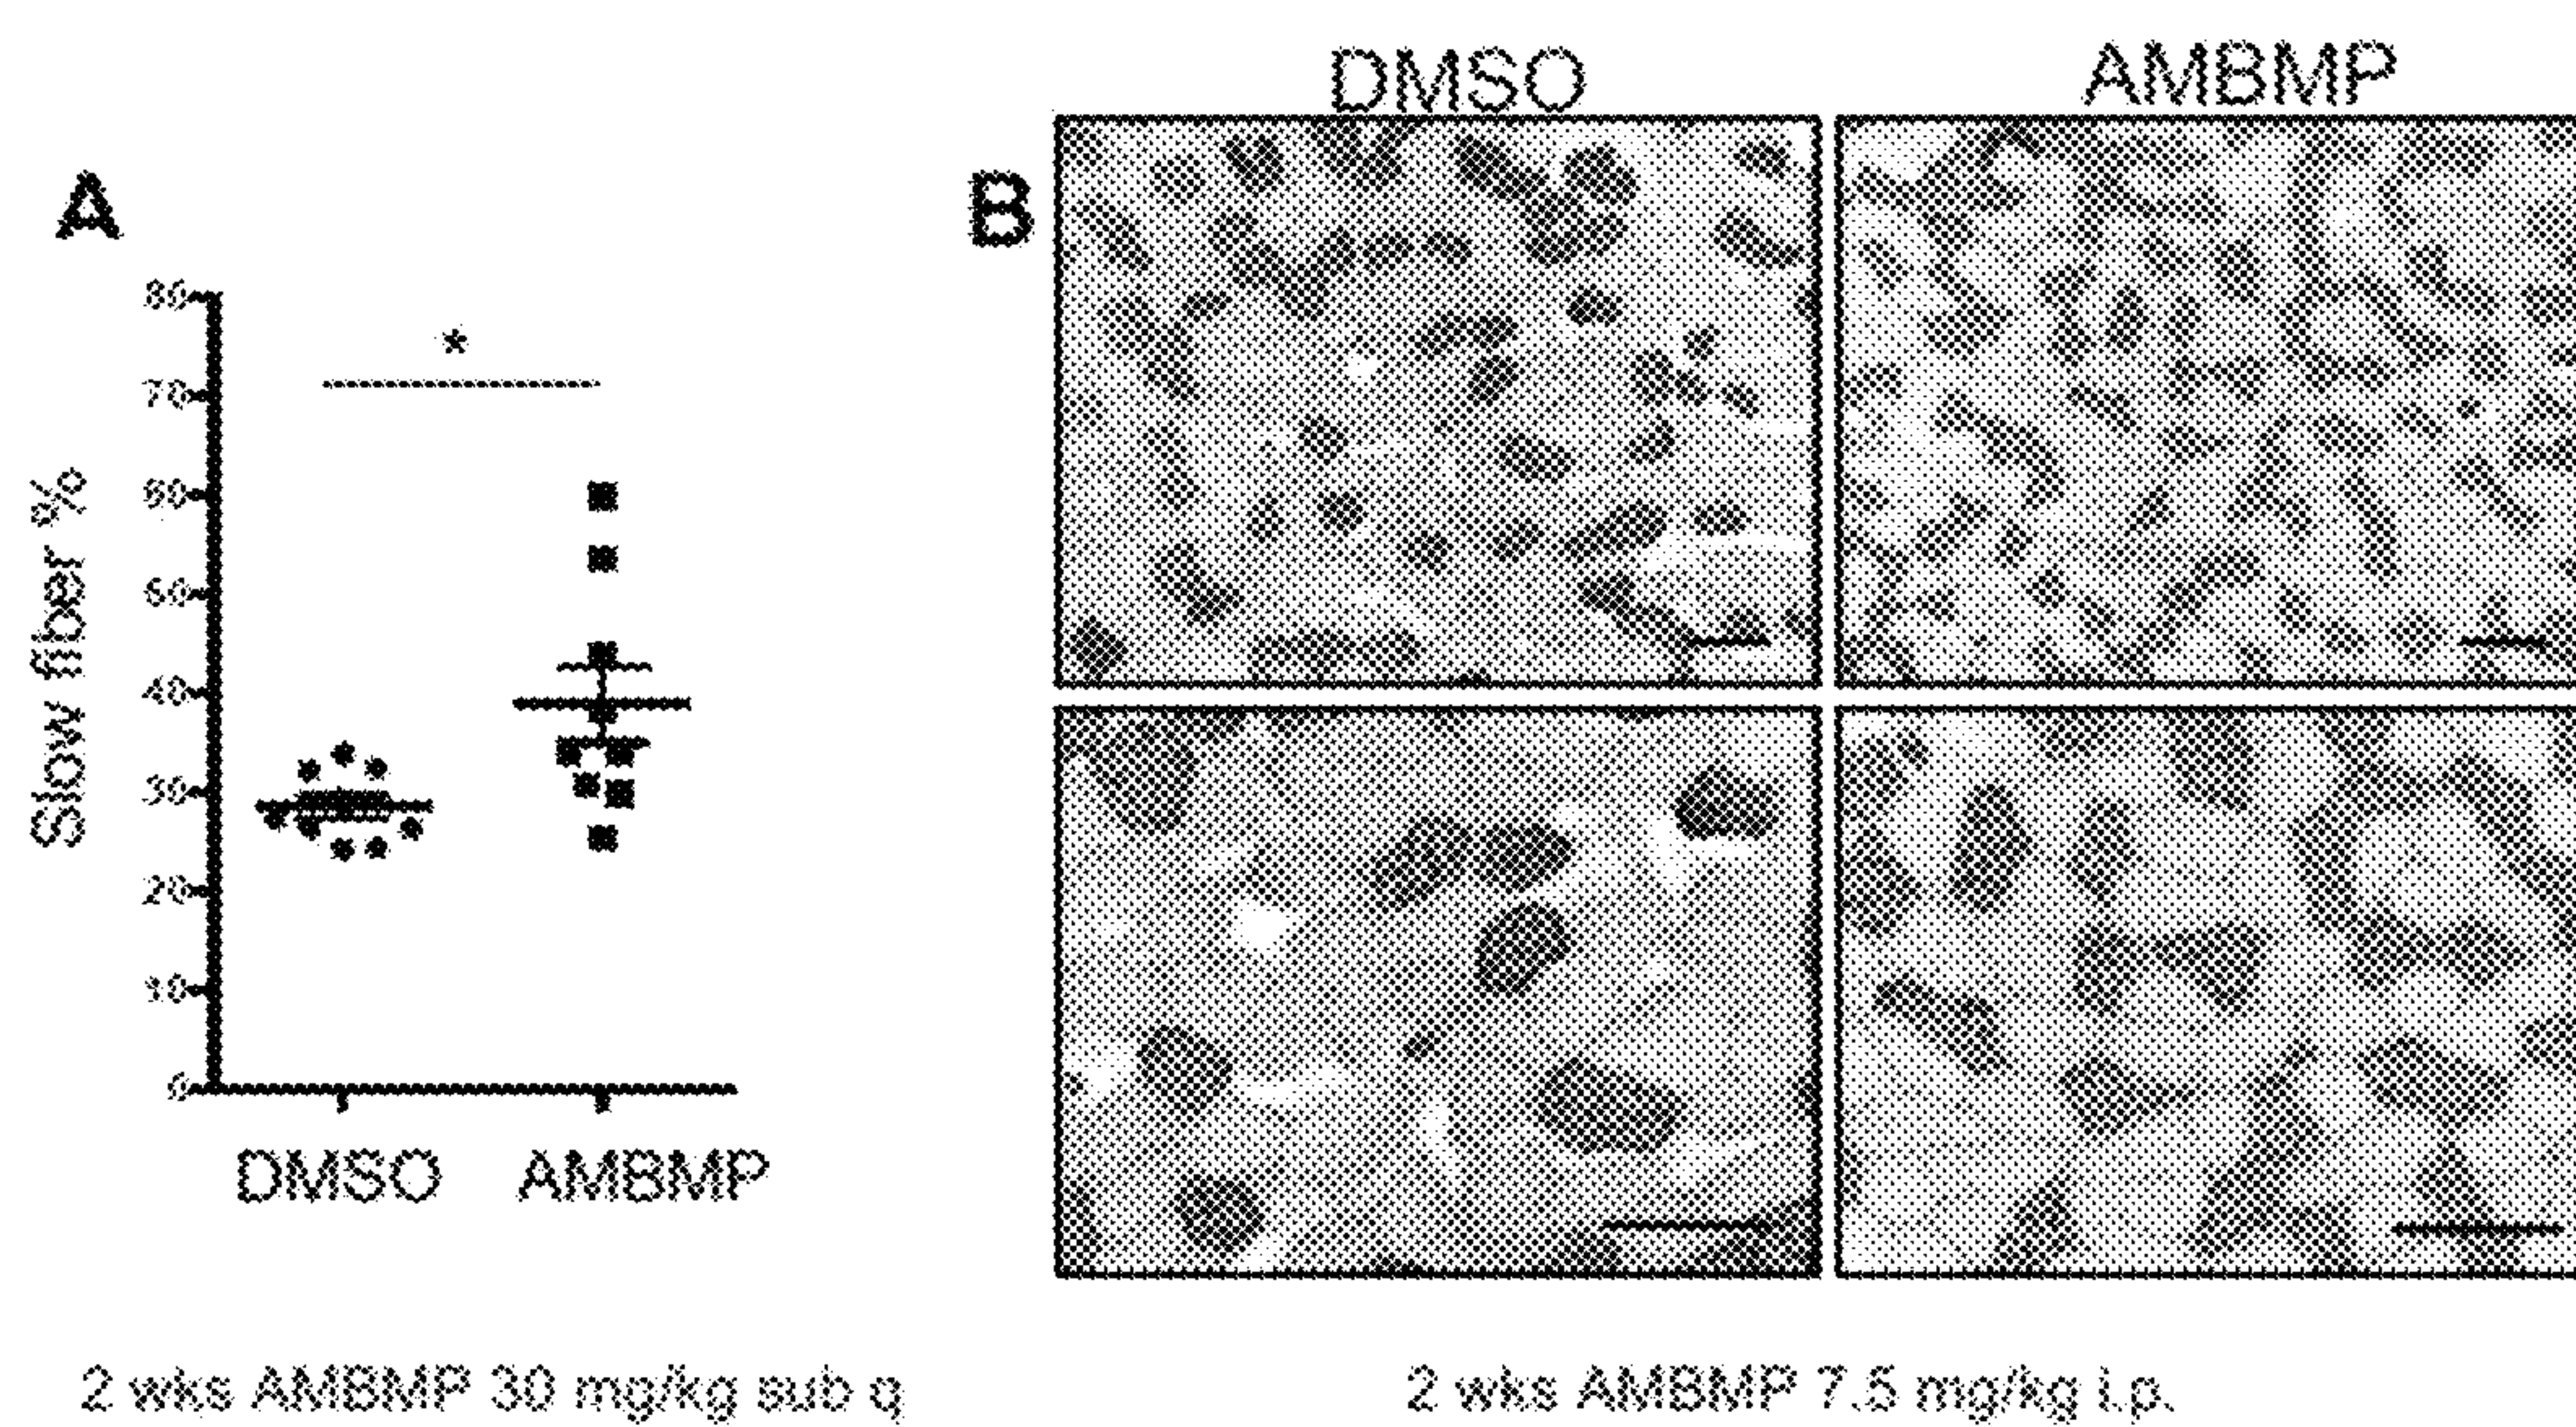 A
80
70
60
50
40
30
20
10
0
Slow fiber %
*
DMSO AMBMP
2 wks AMBMP 30 mg/kg sub q
B
DMSO AMBMP
2 wks AMBMP 7.5 mg/kg i.p.